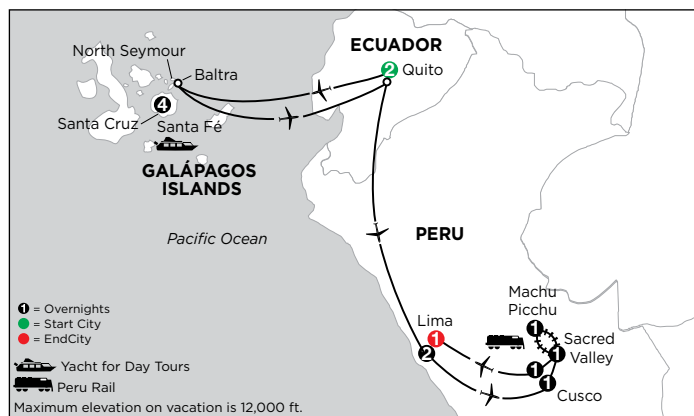 ECUADOR
North Seymour
Baltra
2 Quito
4
Santa Cruz
Santa Fé
GALÁPAGOS
ISLANDS
Pacific Ocean
PERU
Machu
Picchu
1
Lima
1
Sacred
Valley
1
2
1
1
Cusco
1 = Overnights
= Start City
= EndCity
Yacht for Day Tours
Peru Rail
Maximum elevation on vacation is 12,000 ft.